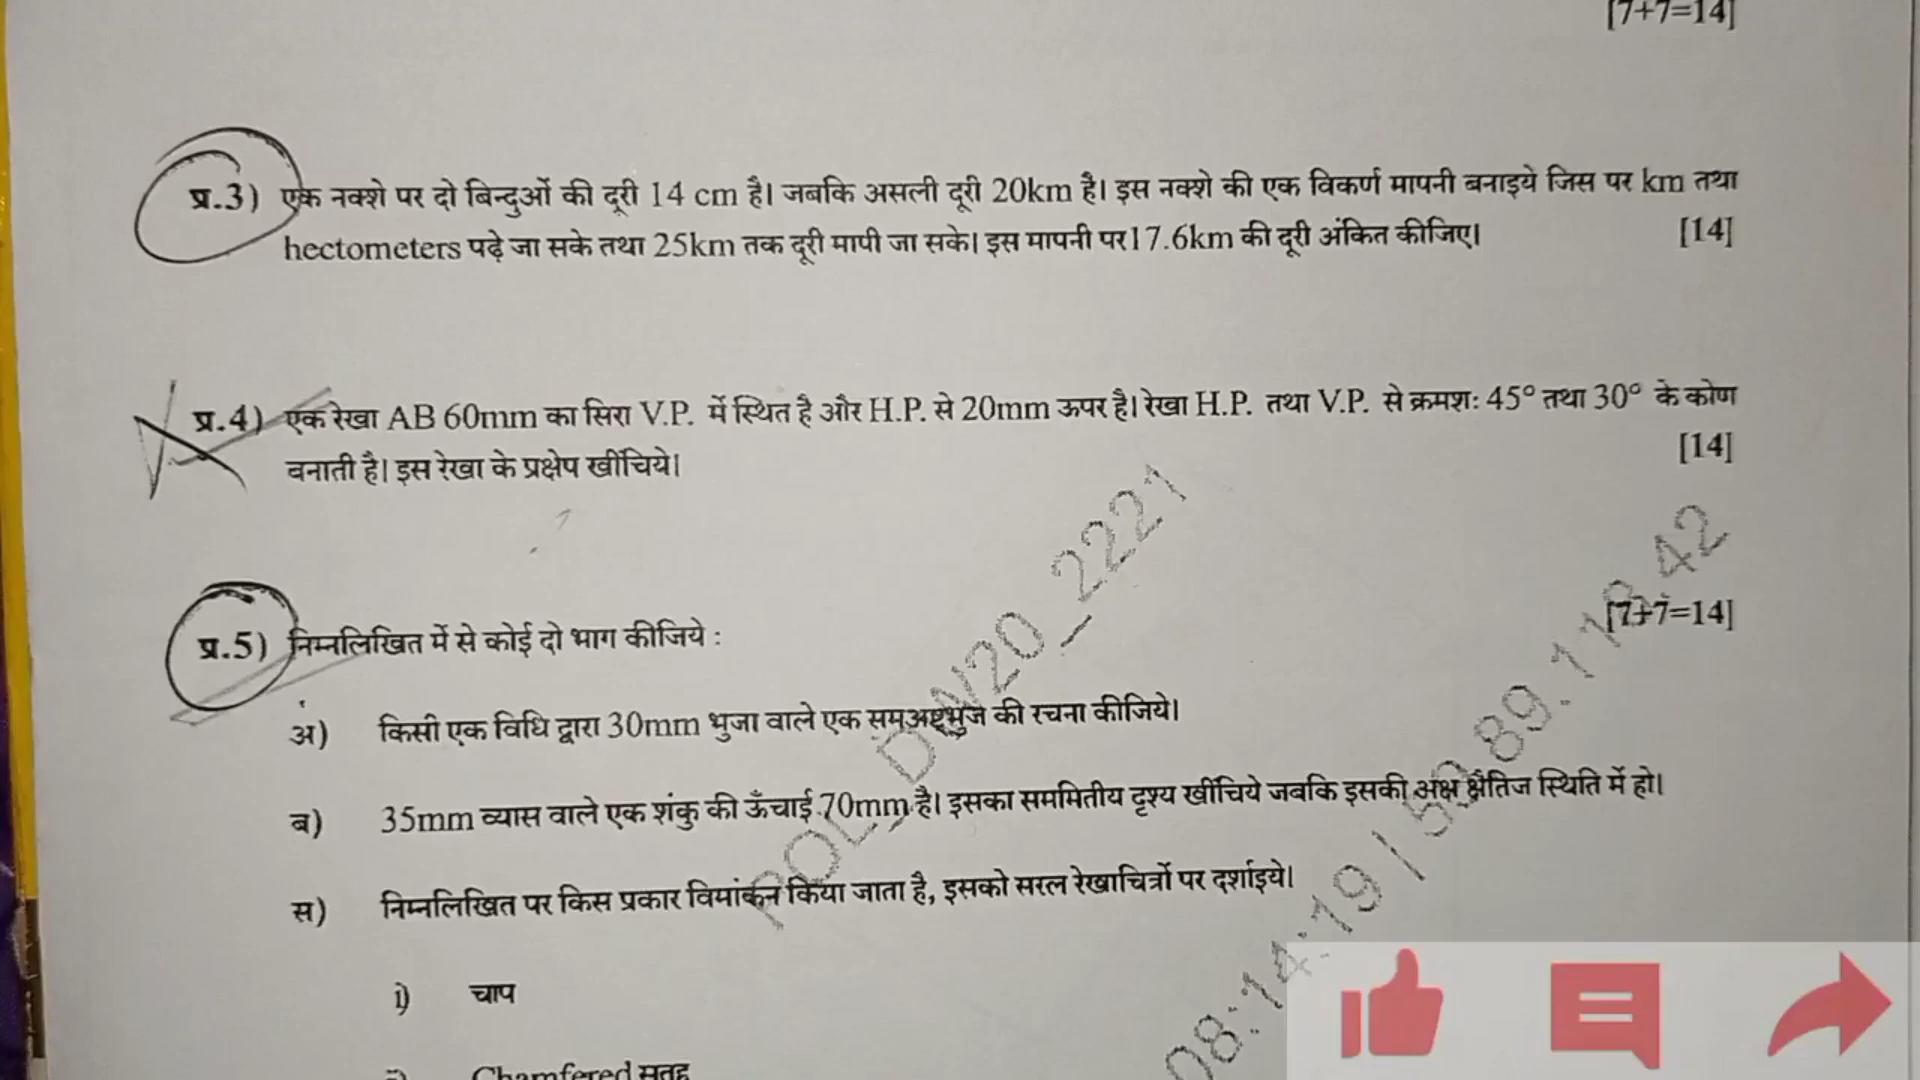 [7+7=14]
प्र.3) एक नक्शे पर दो बिन्दुओं की दूरी 14 cm है। जबकि असली दूरी 20km है। इस नक्शे की एक विकर्ण मापनी बनाइये जिस पर km तथा
hectometers पढ़े जा सके तथा 25km तक दूरी मापी जा सके। इस मापनी पर17.6km की दूरी अंकित कीजिए। [14]
प्र.4) एक रेखा AB 60mm का सिरा V.P. में स्थित है और H.P. से 20mm ऊपर है। रेखा H.P. तथा V.P. से क्रमशः 45° तथा 30° के कोण
बनाती है। इस रेखा के प्रक्षेप खींचिये। [14]
प्र.5) निम्नलिखित में से कोई दो भाग कीजिये : [7+7=14]
अ) किसी एक विधि द्वारा 30mm भुजा वाले एक समअष्टभुज की रचना कीजिये।
ब) 35mm व्यास वाले एक शंकु की ऊँचाई 70mm है। इसका सममितीय दृश्य खींचिये जबकि इसकी अक्ष क्षैतिज स्थिति में हो।
स) निम्नलिखित पर किस प्रकार विमांकन किया जाता है, इसको सरल रेखाचित्रों पर दर्शाइये।
i) चाप
Chamfered सतह